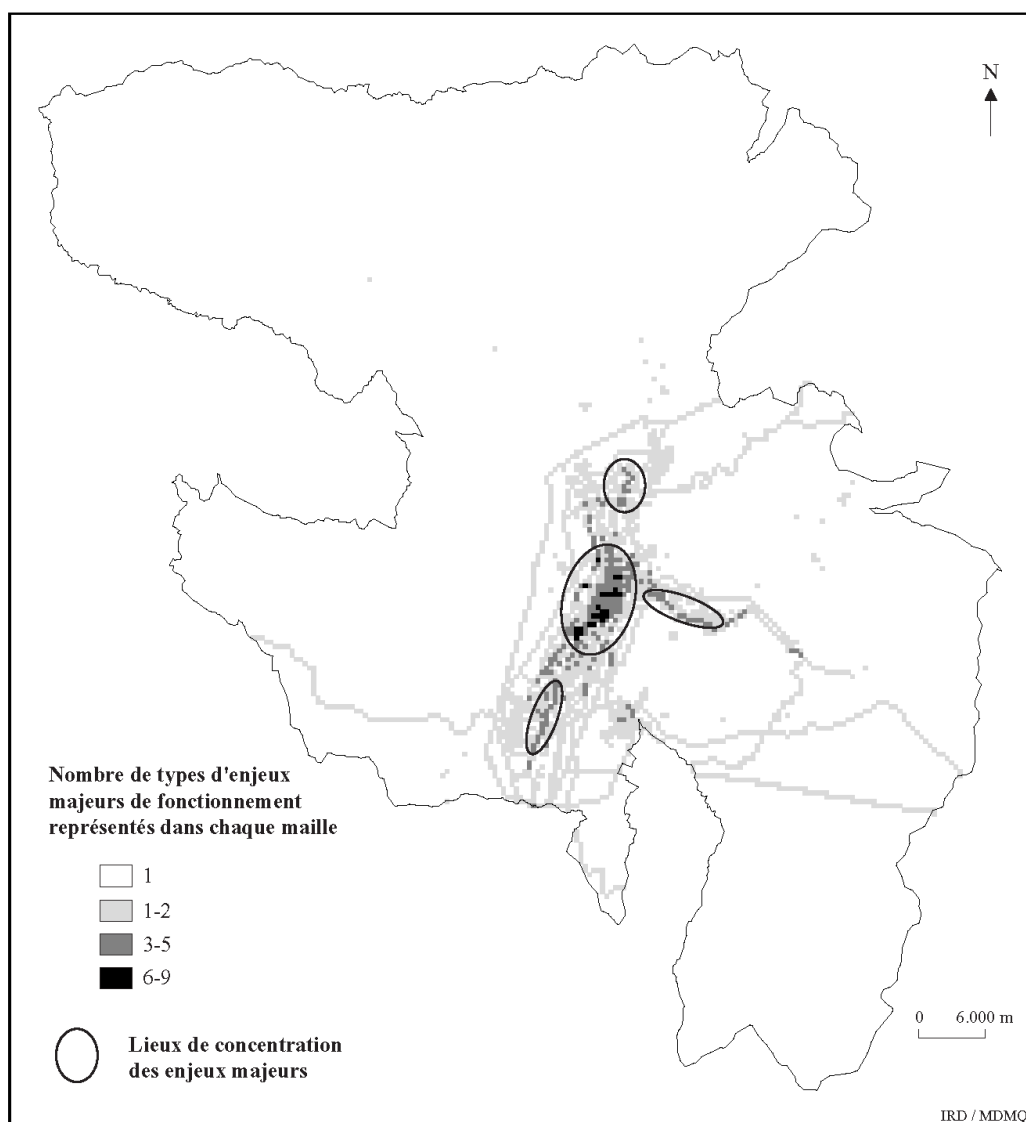 N
Nombre de types d'enjeux
majeurs de fonctionnement
représentés dans chaque maille
1
1-2
3-5
6-9
0 6.000 m
Lieux de concentration
des enjeux majeurs
IRD / MDMQ